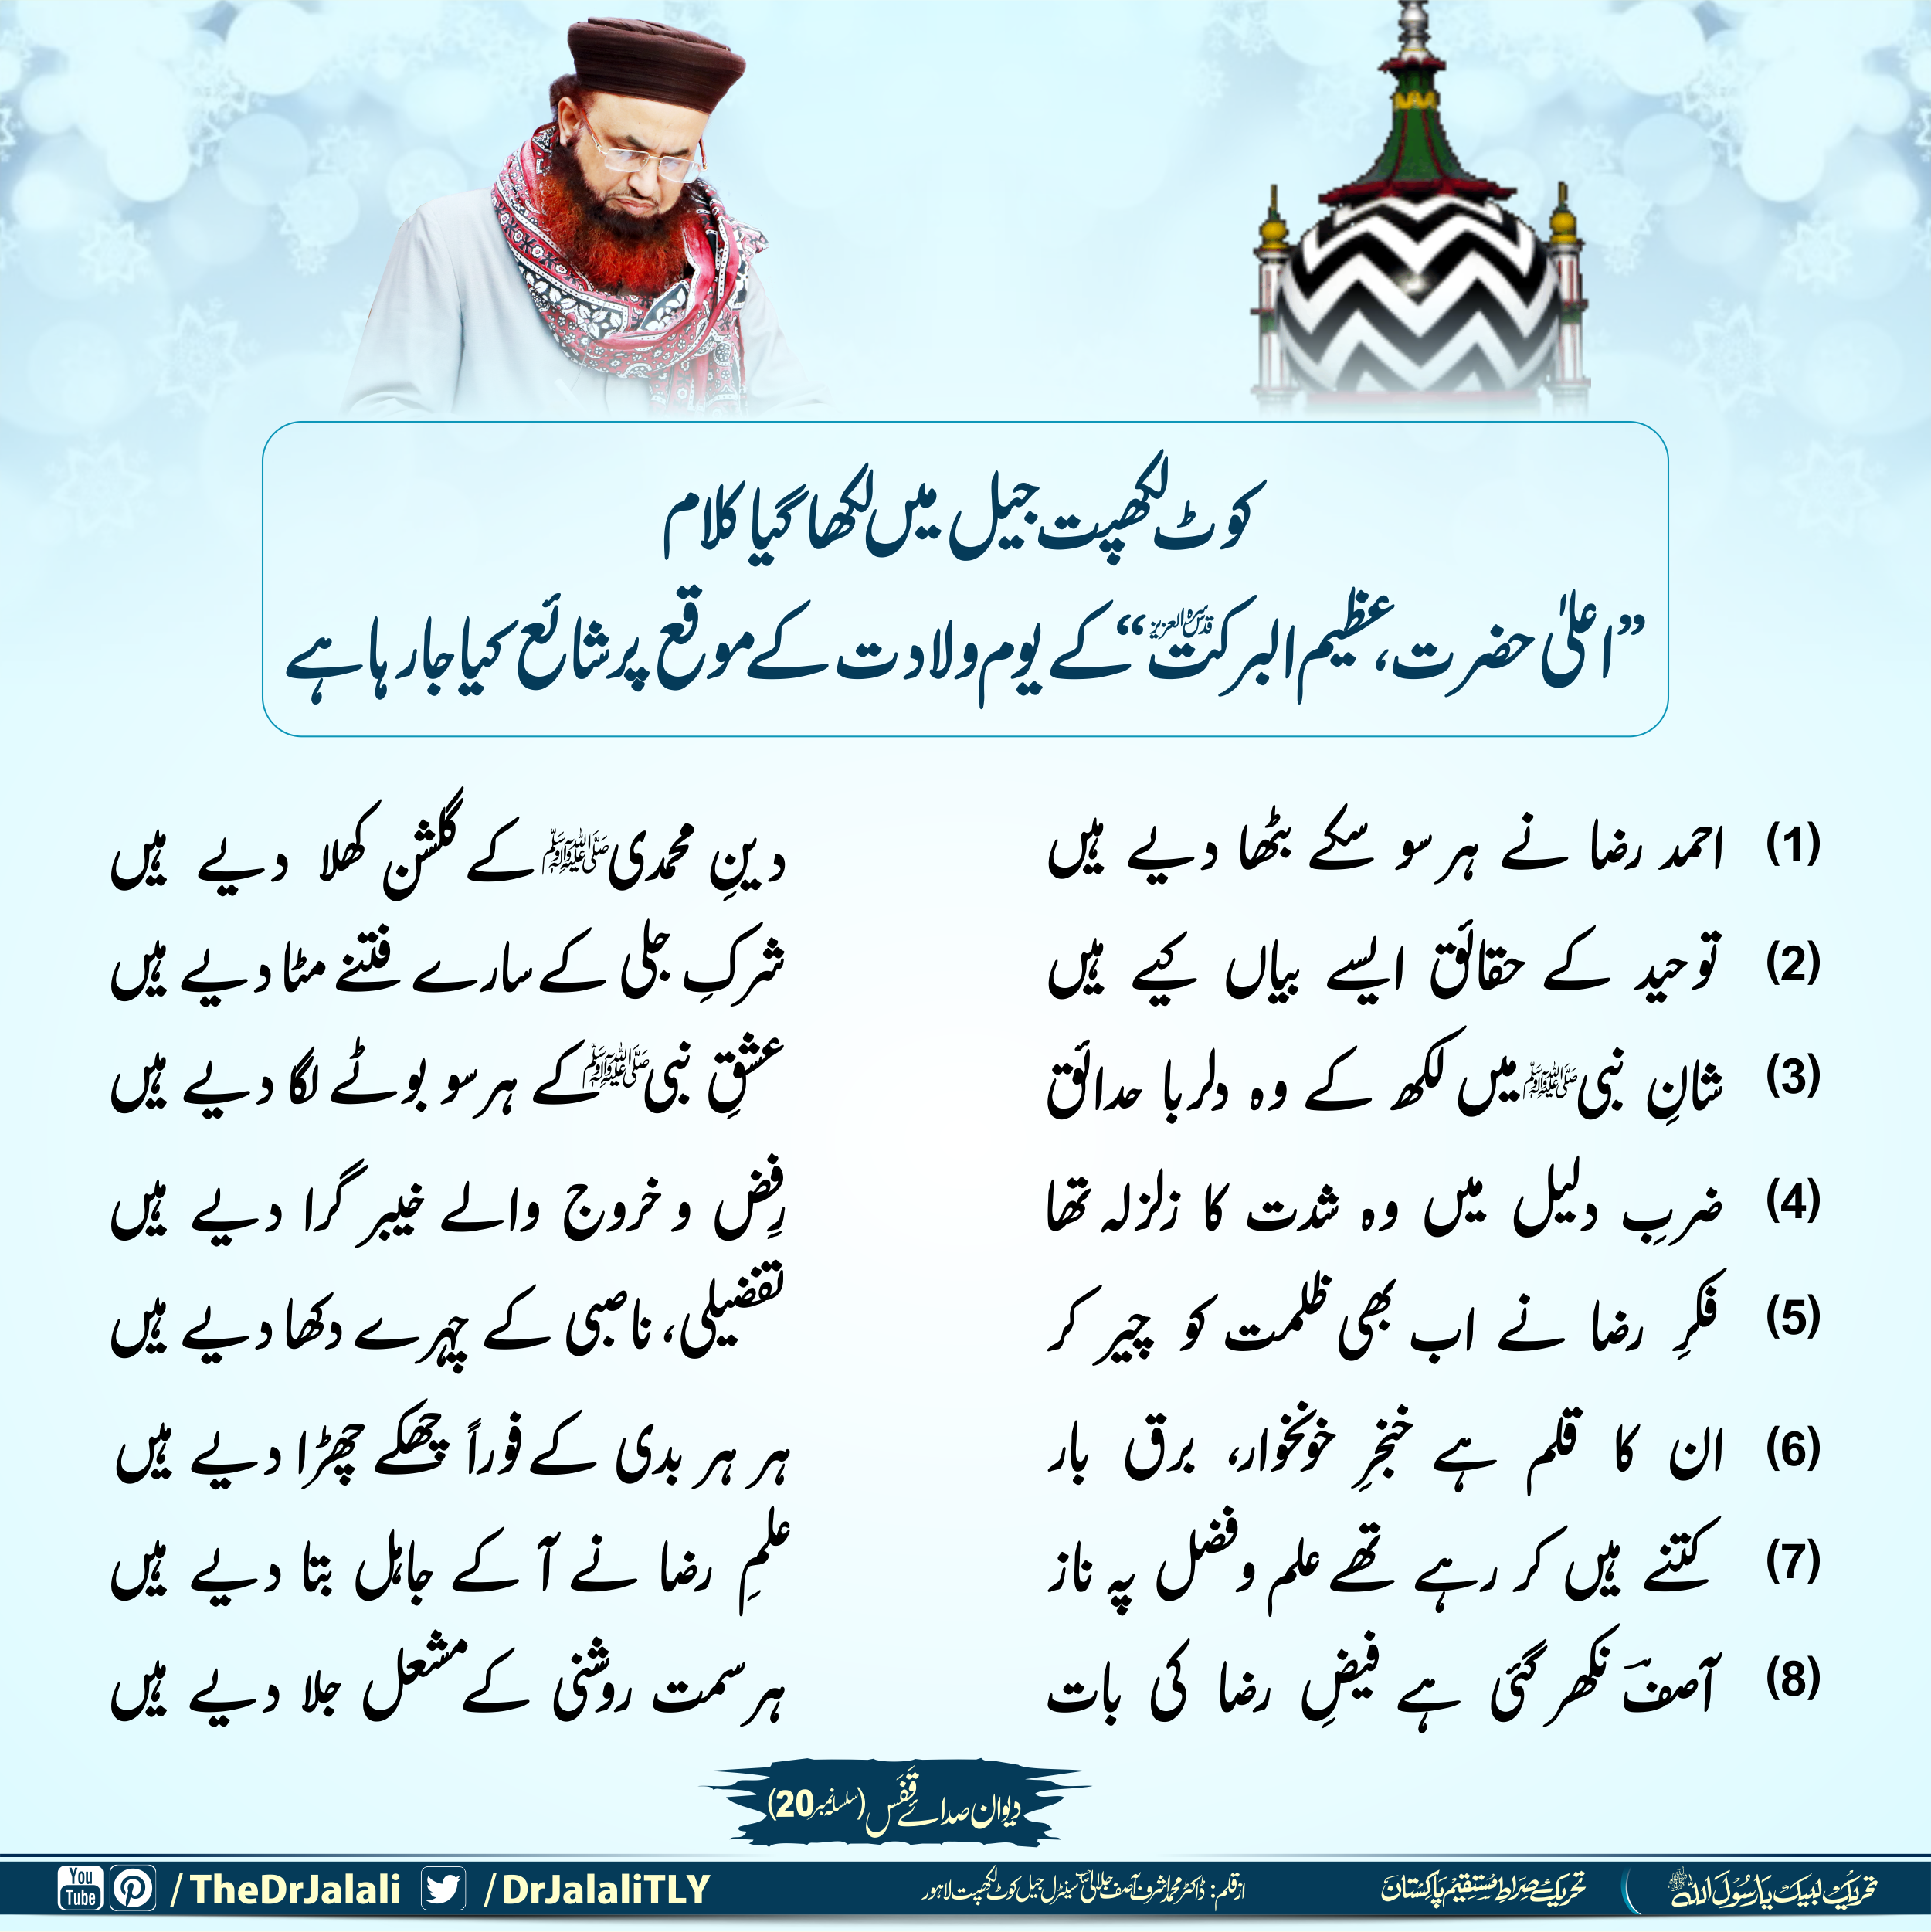 کوٹ لکھپت جیل میں لکھا گیا کلام
”اعلیٰ حضرت، عظیم البرکت قدس سرہ العزیز“ کے یوم ولادت کے موقع پر شائع کیا جا رہا ہے
(1) احمد رضا نے ہر سو سکے بٹھا دیے ہیں دینِ محمدی ﷺ کے گلشن کھلا دیے ہیں
(2) توحید کے حقائق ایسے بیاں کیے ہیں شرکِ جلی کے سارے فتنے مٹا دیے ہیں
(3) شانِ نبی ﷺ میں لکھ کے وہ دلربا حدائق عشقِ نبی ﷺ کے ہر سو بوٹے لگا دیے ہیں
(4) ضربِ دلیل میں وہ شدت کا زلزلہ تھا رِفض و خروج والے خیبر گرا دیے ہیں
(5) فکرِ رضا نے اب بھی ظلمت کو چیر کر تفضیلی، ناصبی کے چہرے دکھا دیے ہیں
(6) ان کا قلم ہے خنجرِ خونخوار، برق بار ہر ہر بدی کے فوراً چھکے چھڑا دیے ہیں
(7) کتنے ہیں کر رہے تھے علم و فضل پہ ناز علمِ رضا نے آ کے جاہل بتا دیے ہیں
(8) آصفؔ نکھر گئی ہے فیضِ رضا کی بات ہر سمت روشنی کے مشعل جلا دیے ہیں
دیوان صدائے قَفَس (سلسلہ نمبر 20)
تحریک لبیک یا رسول اللہ ﷺ
تحریک صراط مستقیم پاکستان
از قلم: ڈاکٹر محمد اشرف آصف جلالی صاحب سینٹرل جیل کوٹ لکھپت لاہور
/DrJalaliTLY
You Tube /TheDrJalali